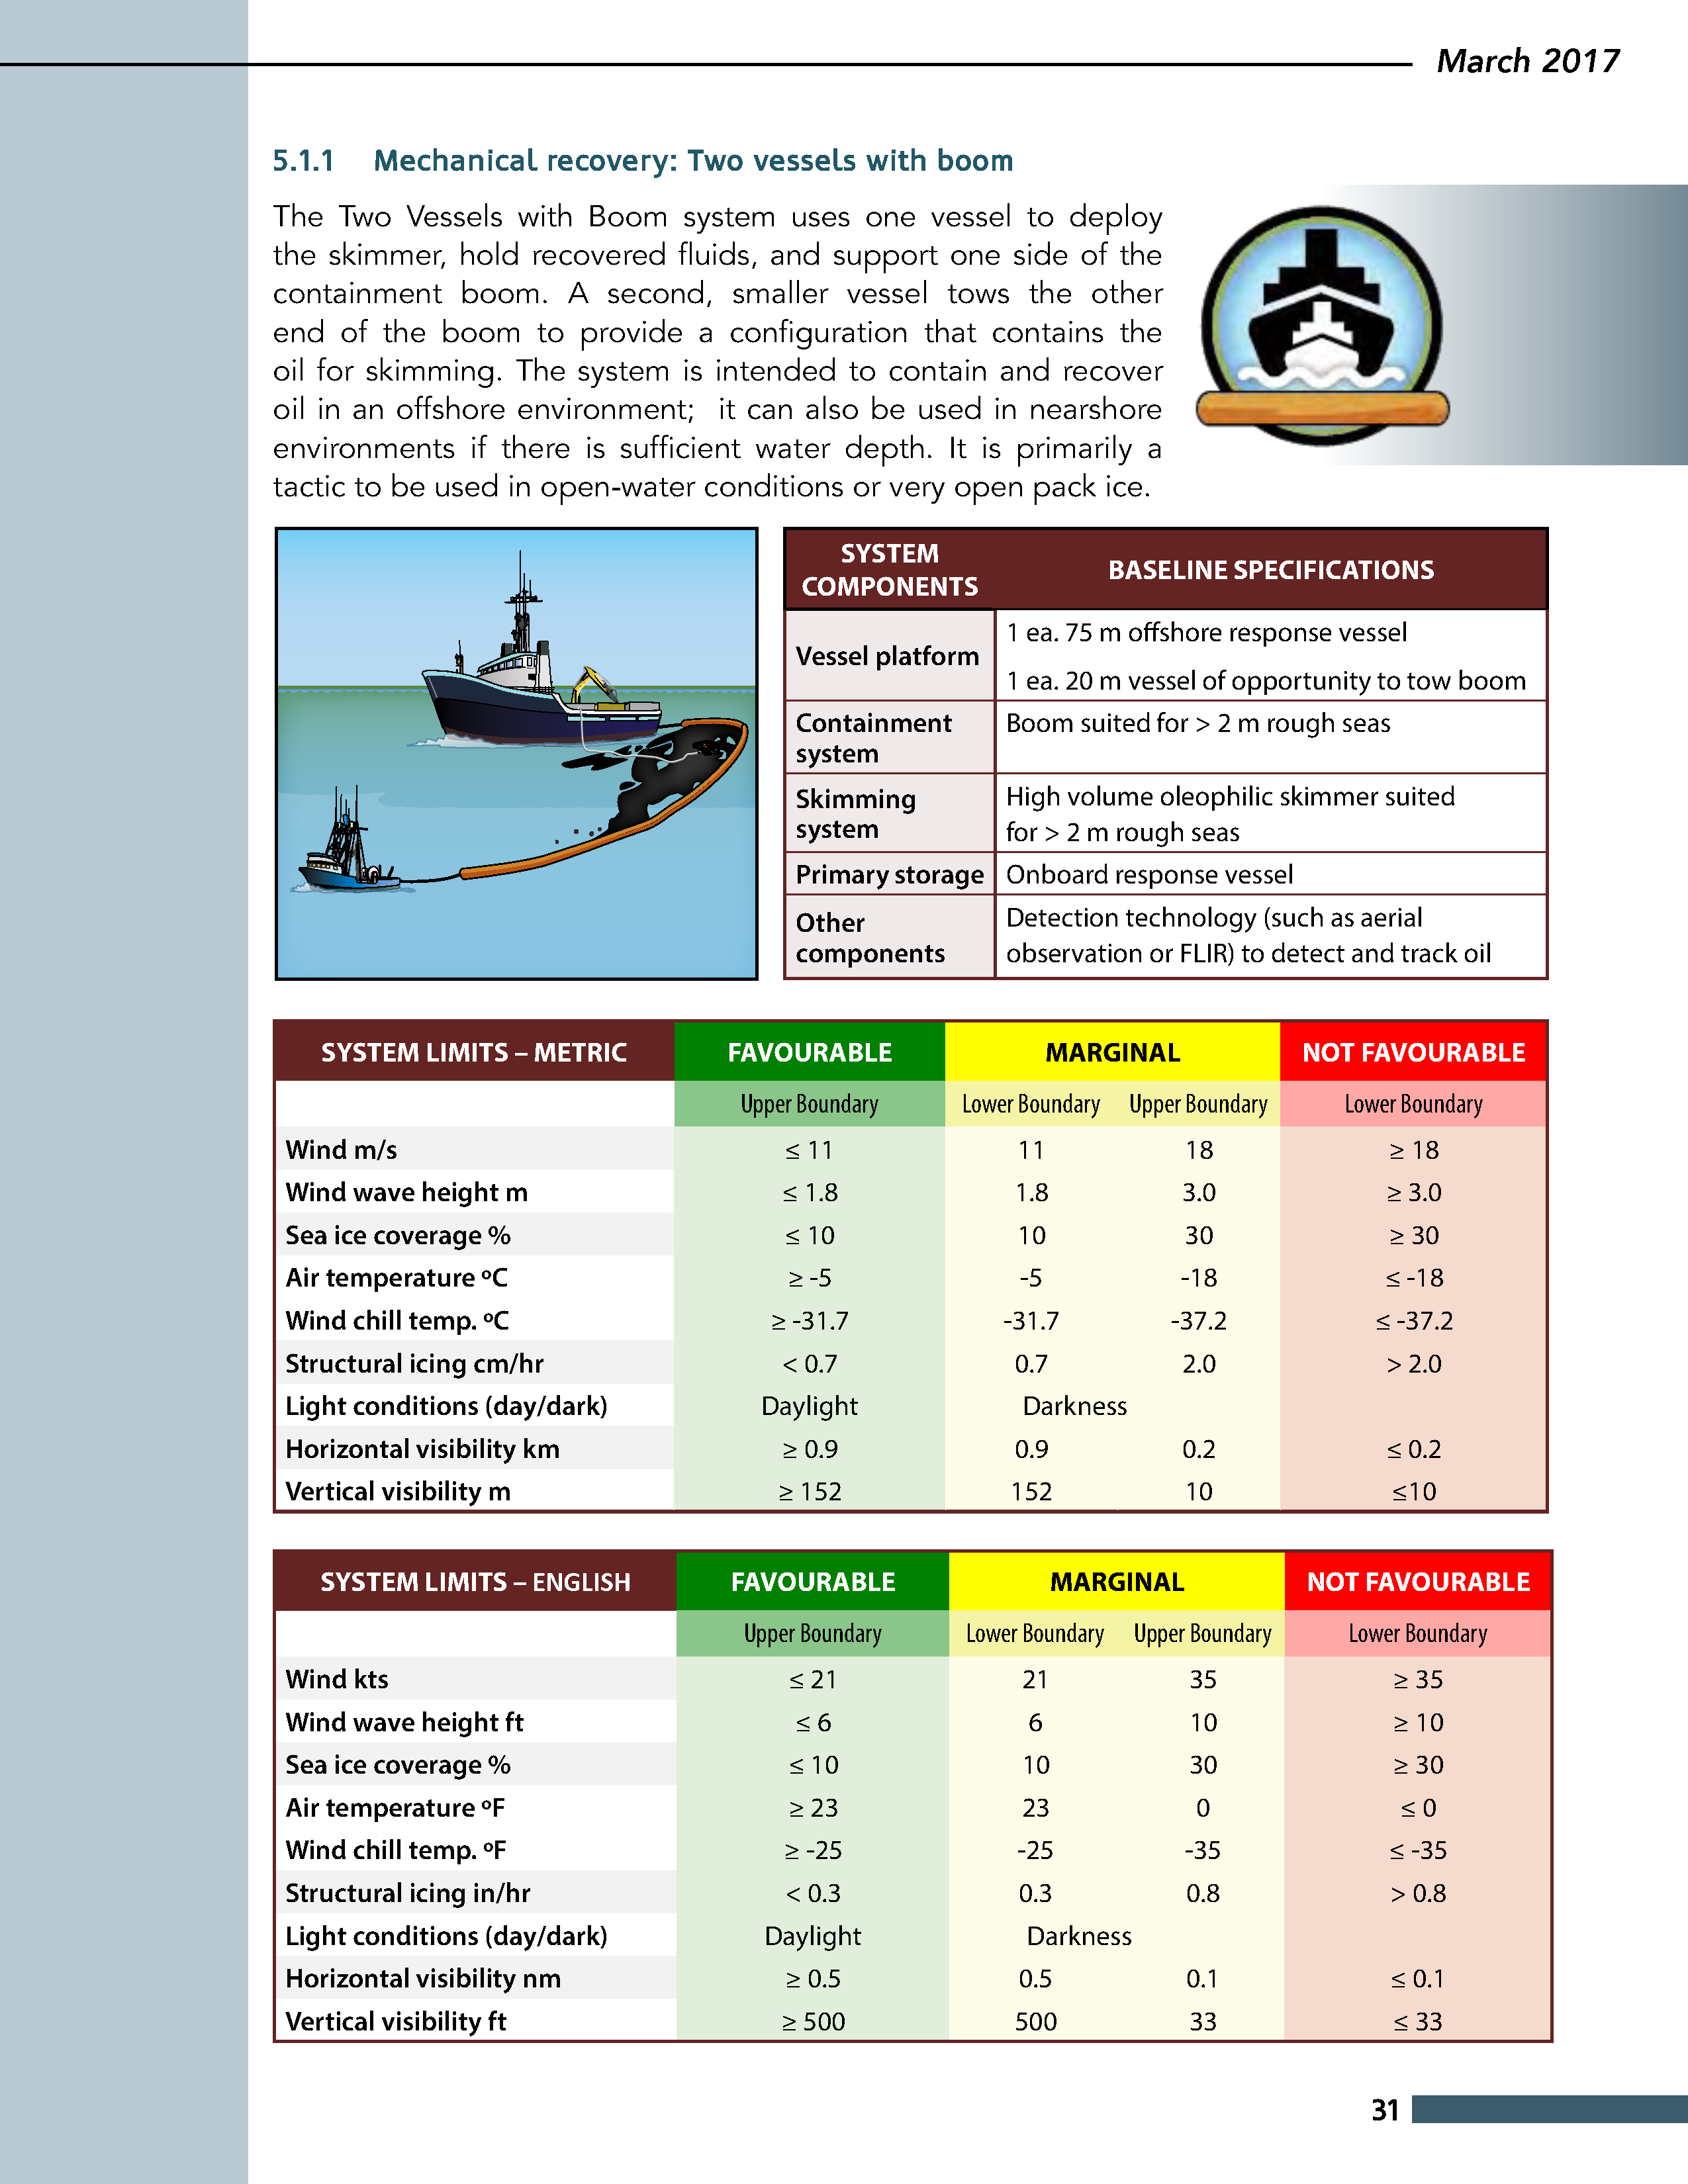 March 2017
5.1.1 Mechanical recovery: Two vessels with boom
The Two Vessels with Boom system uses one vessel to deploy
the skimmer, hold recovered fluids, and support one side of the
containment boom. A second, smaller vessel tows the other
end of the boom to provide a configuration that contains the
oil for skimming. The system is intended to contain and recover
oil in an offshore environment; it can also be used in nearshore
environments if there is sufficient water depth. It is primarily a
tactic to be used in open-water conditions or very open pack ice.
SYSTEM
COMPONENTS
BASELINE SPECIFICATIONS
Vessel platform
1 ea. 75 m offshore response vessel
1 ea. 20 m vessel of opportunity to tow boom
Containment
system
Boom suited for > 2 m rough seas
Skimming
system
High volume oleophilic skimmer suited
for > 2 m rough seas
Primary storage Onboard response vessel
Other
components
Detection technology (such as aerial
observation or FLIR) to detect and track oil
SYSTEM LIMITS – METRIC FAVOURABLE MARGINAL NOT FAVOURABLE
Upper Boundary Lower Boundary Upper Boundary Lower Boundary
Wind m/s ≤ 11 11 18 ≥ 18
Wind wave height m ≤ 1.8 1.8 3.0 ≥ 3.0
Sea ice coverage % ≤ 10 10 30 ≥ 30
Air temperature ºC ≥ -5 -5 -18 ≤ -18
Wind chill temp. ºC ≥ -31.7 -31.7 -37.2 ≤ -37.2
Structural icing cm/hr < 0.7 0.7 2.0 > 2.0
Light conditions (day/dark) Daylight Darkness
Horizontal visibility km ≥ 0.9 0.9 0.2 ≤ 0.2
Vertical visibility m ≥ 152 152 10 ≤10
SYSTEM LIMITS – ENGLISH FAVOURABLE MARGINAL NOT FAVOURABLE
Upper Boundary Lower Boundary Upper Boundary Lower Boundary
Wind kts ≤ 21 21 35 ≥ 35
Wind wave height ft ≤ 6 6 10 ≥ 10
Sea ice coverage % ≤ 10 10 30 ≥ 30
Air temperature ºF ≥ 23 23 0 ≤ 0
Wind chill temp. ºF ≥ -25 -25 -35 ≤ -35
Structural icing in/hr < 0.3 0.3 0.8 > 0.8
Light conditions (day/dark) Daylight Darkness
Horizontal visibility nm ≥ 0.5 0.5 0.1 ≤ 0.1
Vertical visibility ft ≥ 500 500 33 ≤ 33
31